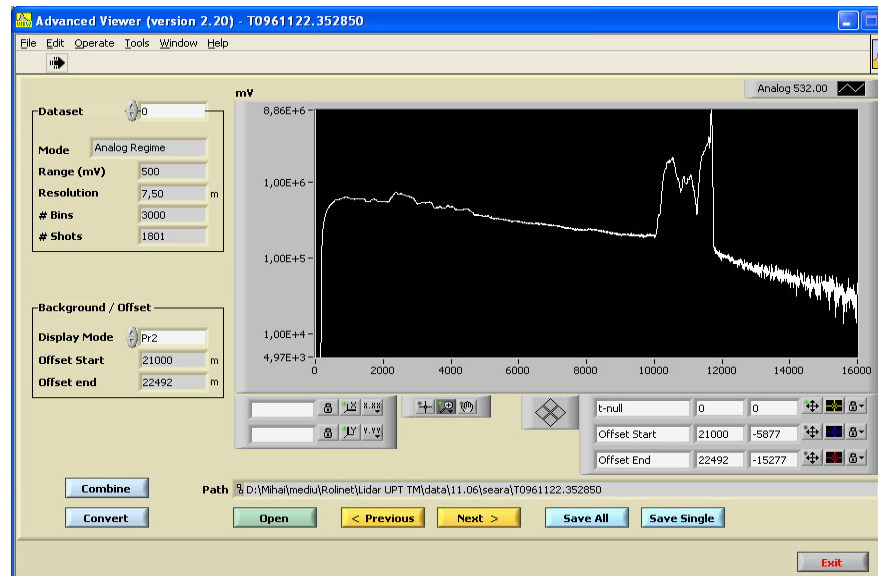 Advanced Viewer (version 2.20) - T0961122.352850
File Edit Operate Tools Window Help
mV
Analog 532.00
Dataset 0
Mode Analog Regime
Range (mV) 500
Resolution 7,50 m
# Bins 3000
# Shots 1801
Background / Offset
Display Mode Pr2
Offset Start 21000 m
Offset end 22492 m
8,86E+6
1,00E+6
1,00E+5
1,00E+4
4,97E+3
0 2000 4000 6000 8000 10000 12000 14000 16000
X X.XX
Y Y.YY
t-null 0 0
Offset Start 21000 -5877
Offset End 22492 -15277
Combine
Path D:\Mihai\mediu\Rolinet\Lidar UPT TM\data\11.06\seara\T0961122.352850
Convert Open < Previous Next > Save All Save Single
Exit